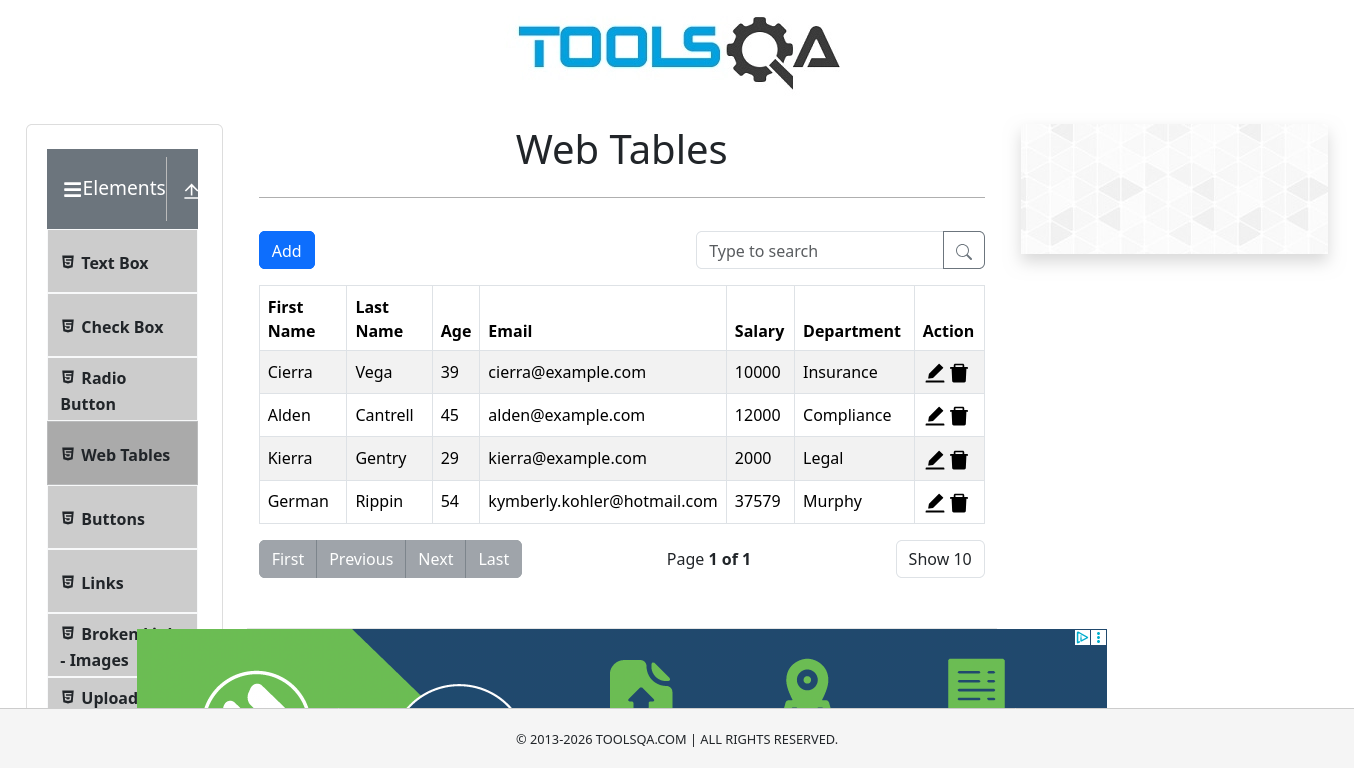 TOOLSQA
Web Tables
Elements
Text Box
Check Box
Radio
Button
Web Tables
Buttons
Links
Broken
- Images
Upload
Add
Type to search
First Name Last Name Age Email Salary Department Action
Cierra Vega 39 cierra@example.com 10000 Insurance
Alden Cantrell 45 alden@example.com 12000 Compliance
Kierra Gentry 29 kierra@example.com 2000 Legal
German Rippin 54 kymberly.kohler@hotmail.com 37579 Murphy
First Previous Next Last
Page 1 of 1
Show 10
© 2013-2026 TOOLSQA.COM | ALL RIGHTS RESERVED.